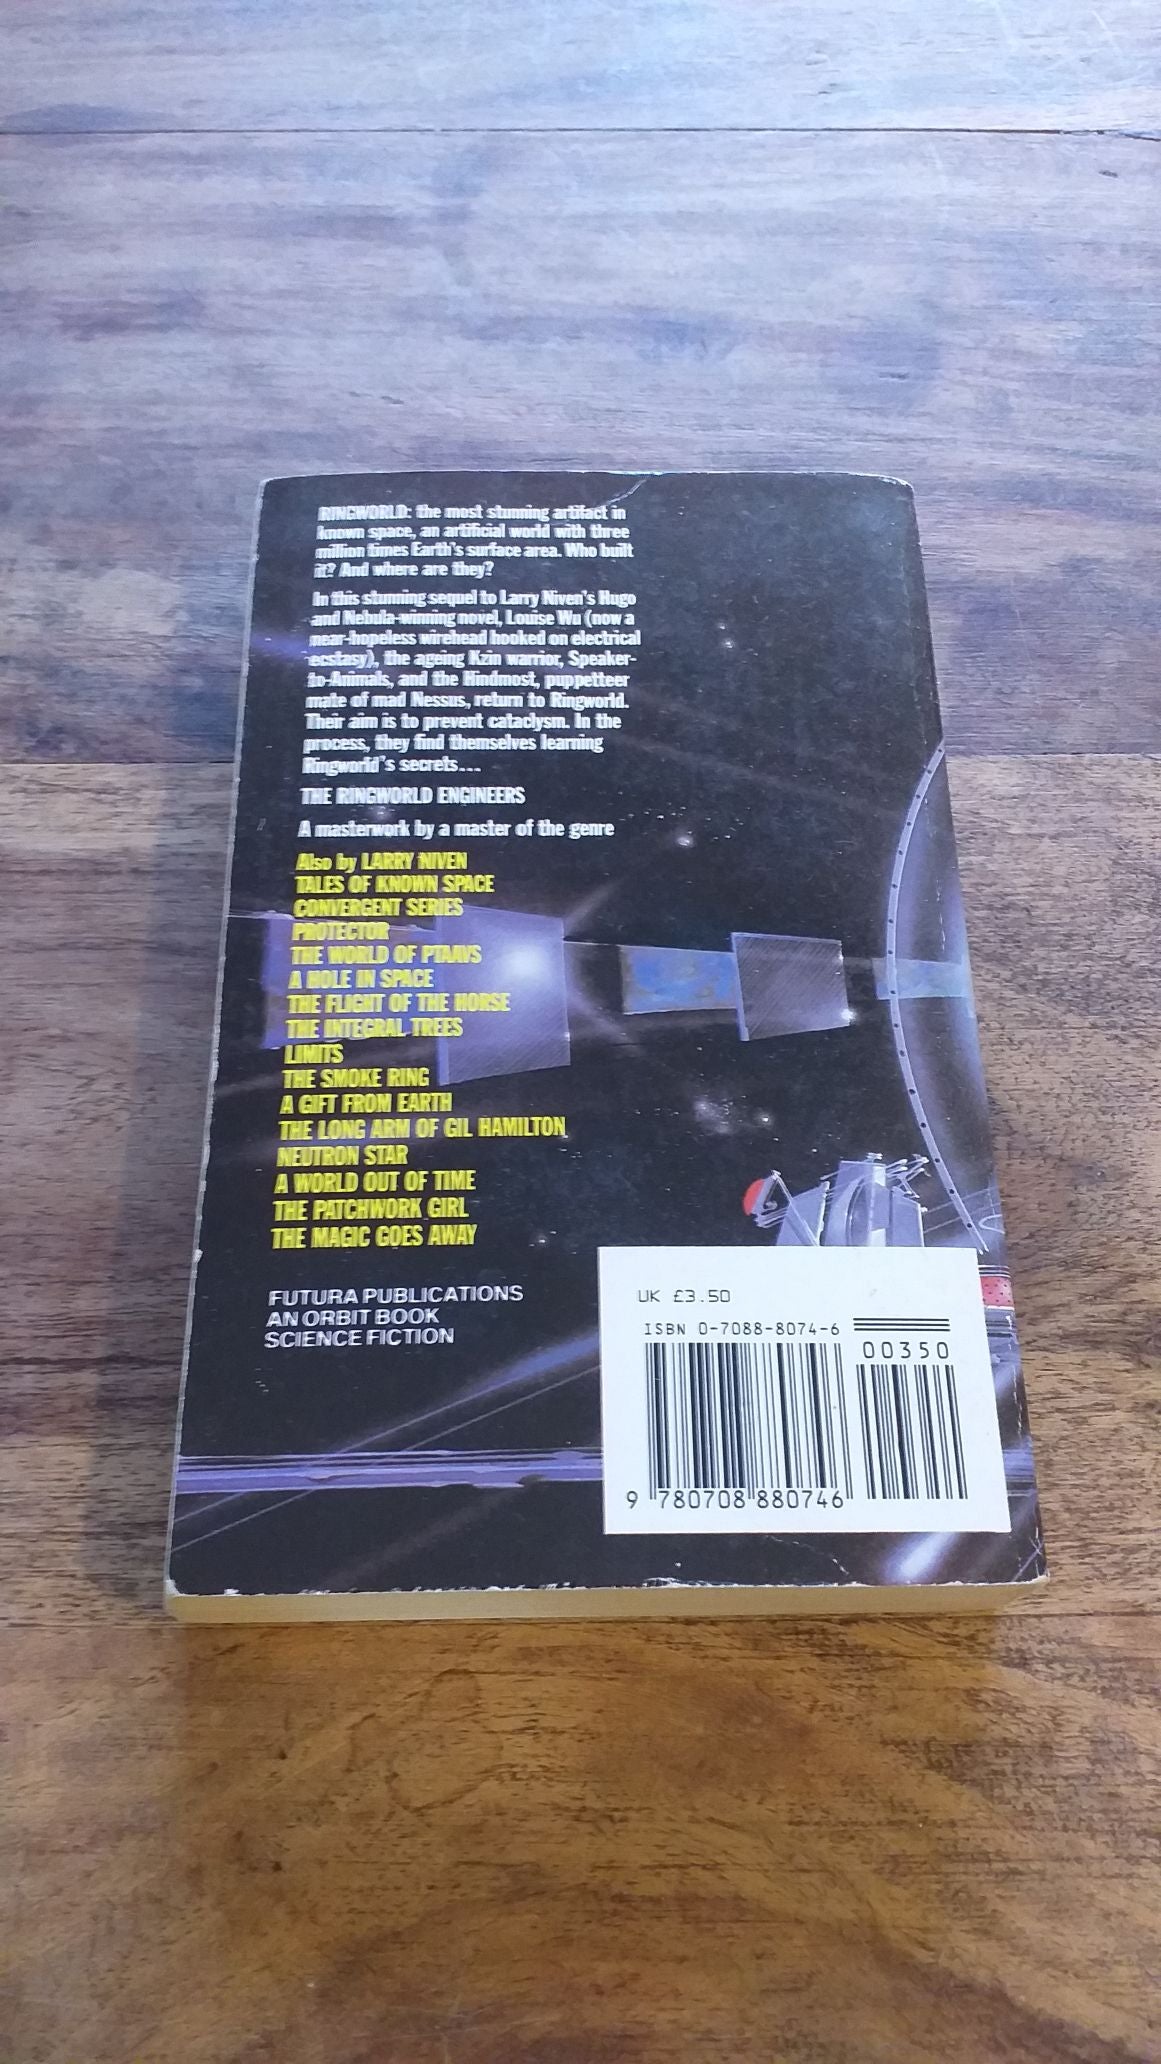 RINGWORLD: the most stunning artifact in
known space, an artificial world with three
million times Earth's surface area. Who built
it? And where are they?
In this stunning sequel to Larry Niven's Hugo
and Nebula-winning novel, Louise Wu (now a
near-hopeless wirehead hooked on electrical
ecstasy), the ageing Kzin warrior, Speaker-
to-Animals, and the Hindmost, puppetteer
mate of mad Nessus, return to Ringworld.
Their aim is to prevent cataclysm. In the
process, they find themselves learning
Ringworld's secrets...
THE RINGWORLD ENGINEERS
A masterwork by a master of the genre
Also by LARRY NIVEN
TALES OF KNOWN SPACE
CONVERGENT SERIES
PROTECTOR
THE WORLD OF PTAAVS
A HOLE IN SPACE
THE FLIGHT OF THE HORSE
THE INTEGRAL TREES
LIMITS
THE SMOKE RING
A GIFT FROM EARTH
THE LONG ARM OF GIL HAMILTON
NEUTRON STAR
A WORLD OUT OF TIME
THE PATCHWORK GIRL
THE MAGIC GOES AWAY
FUTURA PUBLICATIONS
AN ORBIT BOOK
SCIENCE FICTION
UK £3.50
ISBN 0-7088-8074-6
00350
9 780708 880746